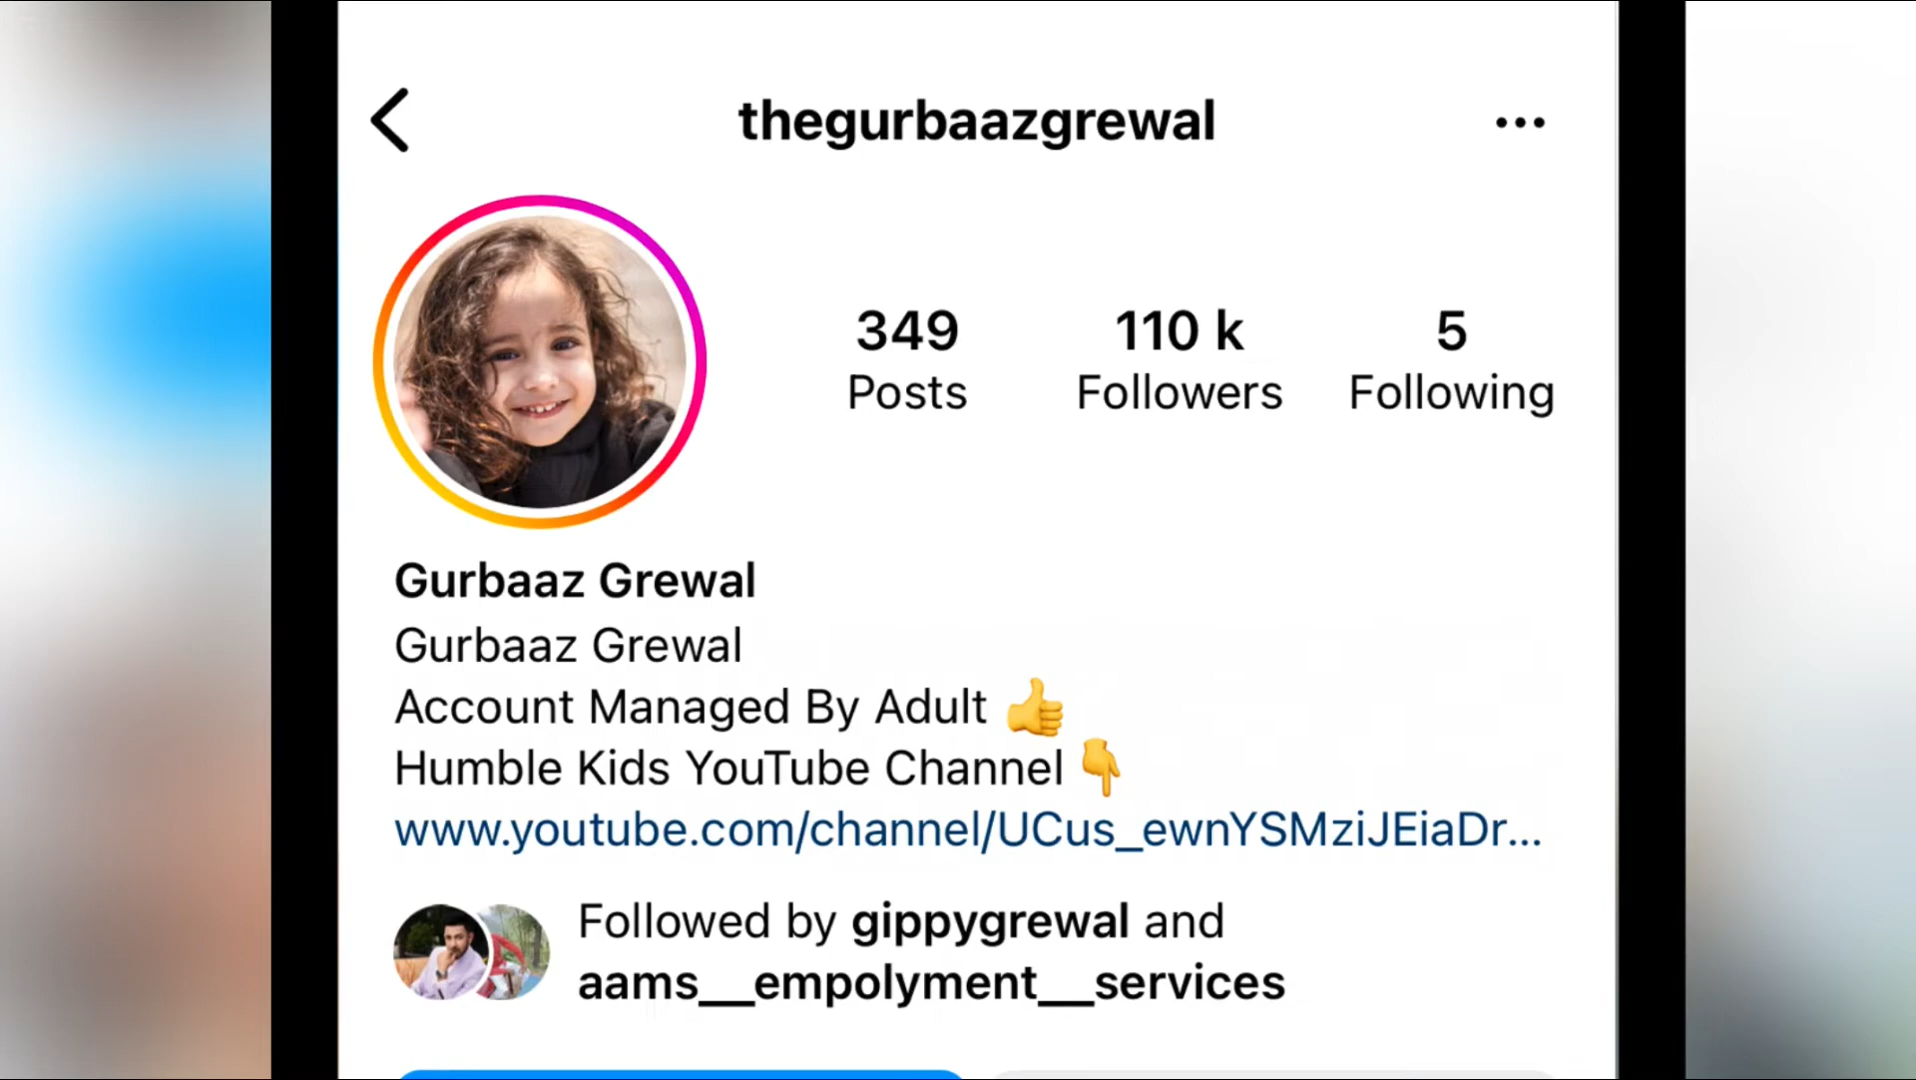 thegurbaazgrewal
349
Posts
110 k
Followers
5
Following
Gurbaaz Grewal
Gurbaaz Grewal
Account Managed By Adult 👍
Humble Kids YouTube Channel 👇
www.youtube.com/channel/UCus_ewnYSMziJEiaDr...
Followed by gippygrewal and
aams__empolyment__services